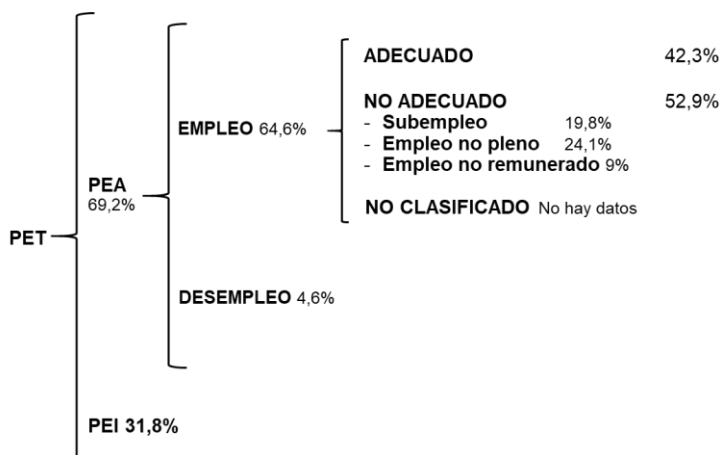 ADECUADO 42,3%
NO ADECUADO 52,9%
- Subempleo 19,8%
EMPLEO 64,6%
- Empleo no pleno 24,1%
- Empleo no remunerado 9%
PEA
69,2%
NO CLASIFICADO No hay datos
PET
DESEMPLEO 4,6%
PEI 31,8%